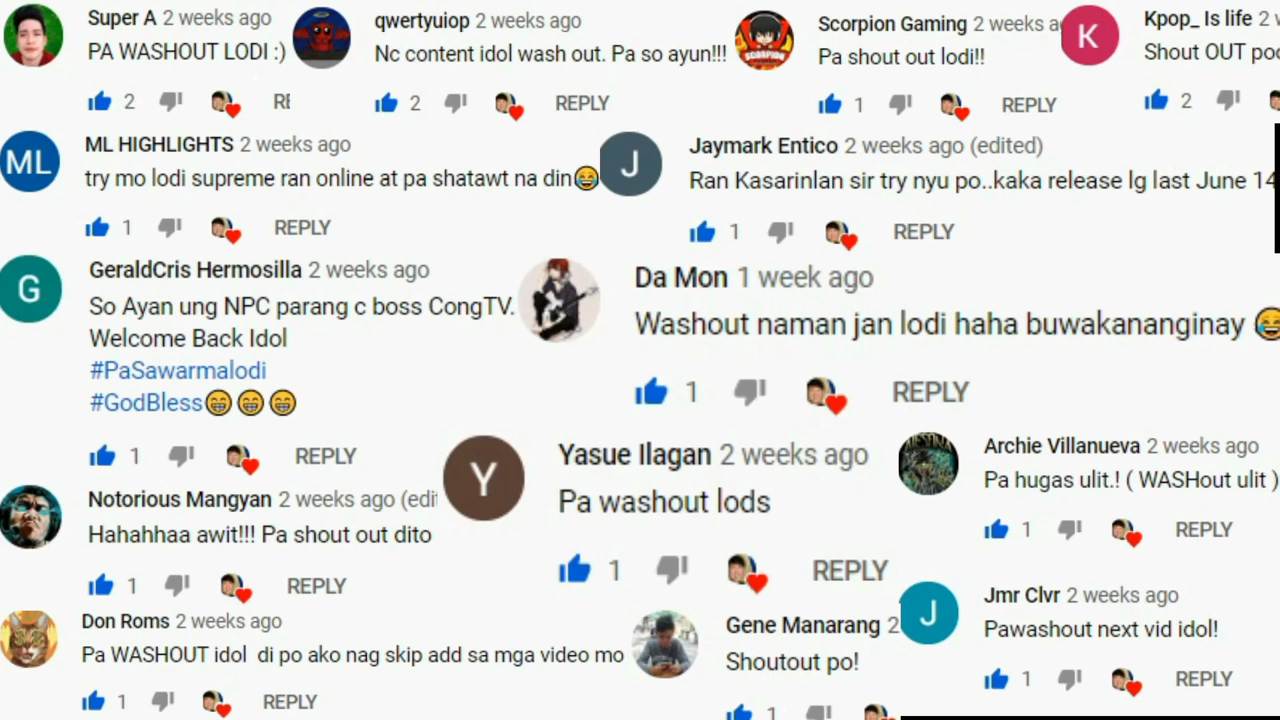 Super A 2 weeks ago
PA WASHOUT LODI :)
2
RE
qwertyuiop 2 weeks ago
Nc content idol wash out. Pa so ayun!!!
2 REPLY
SCORPION
Scorpion Gaming 2 weeks a
Pa shout out lodi!!
1 REPLY
K
Kpop_ Is life 2 w
Shout OUT poo
2
ML
ML HIGHLIGHTS 2 weeks ago
try mo lodi supreme ran online at pa shatawt na din😂
1 REPLY
J
Jaymark Entico 2 weeks ago (edited)
Ran Kasarinlan sir try nyu po..kaka release lg last June 14
1 REPLY
G
GeraldCris Hermosilla 2 weeks ago
So Ayan ung NPC parang c boss CongTV.
Welcome Back Idol
#PaSawarmalodi
#GodBless😁😁😁
1 REPLY
Da Mon 1 week ago
Washout naman jan lodi haha buwakananginay 😂
1 REPLY
Y
Yasue Ilagan 2 weeks ago
Pa washout lods
1 REPLY
Archie Villanueva 2 weeks ago
Pa hugas ulit.! ( WASHout ulit )
1 REPLY
Notorious Mangyan 2 weeks ago (edit
Hahahhaa awit!!! Pa shout out dito
1 REPLY
Don Roms 2 weeks ago
Pa WASHOUT idol di po ako nag skip add sa mga video mo
1 REPLY
Gene Manarang 2
Shoutout po!
1
J
Jmr Clvr 2 weeks ago
Pawashout next vid idol!
1 REPLY